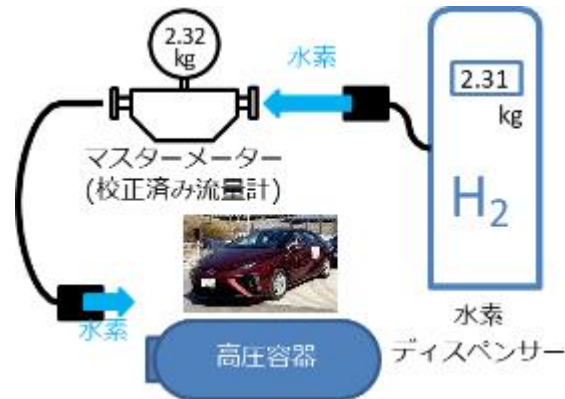 2.32
kg
水素
2.31
kg
H2
マスターメーター
(校正済み流量計)
水素
高圧容器
水素
ディスペンサー